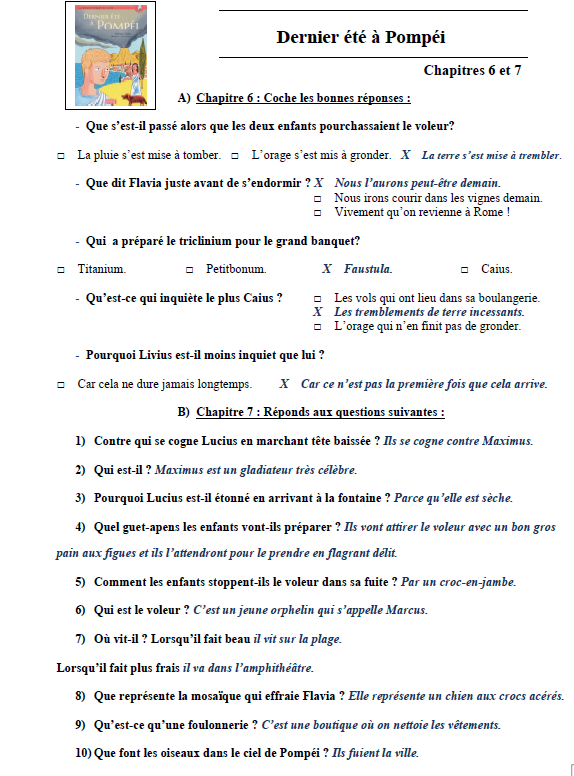 DERNIER ÉTÉ
À POMPÉI
Dernier été à Pompéi
Chapitres 6 et 7
A) Chapitre 6 : Coche les bonnes réponses :
- Que s’est-il passé alors que les deux enfants pourchassaient le voleur?
□ La pluie s’est mise à tomber. □ L’orage s’est mis à gronder. X La terre s’est mise à trembler.
- Que dit Flavia juste avant de s’endormir ? X Nous l’aurons peut-être demain.
□ Nous irons courir dans les vignes demain.
□ Vivement qu’on revienne à Rome !
- Qui a préparé le triclinium pour le grand banquet?
□ Titanium. □ Petitbonum. X Faustula. □ Caius.
- Qu’est-ce qui inquiète le plus Caius ? □ Les vols qui ont lieu dans sa boulangerie.
X Les tremblements de terre incessants.
□ L’orage qui n’en finit pas de gronder.
- Pourquoi Livius est-il moins inquiet que lui ?
□ Car cela ne dure jamais longtemps. X Car ce n’est pas la première fois que cela arrive.
B) Chapitre 7 : Réponds aux questions suivantes :
1) Contre qui se cogne Lucius en marchant tête baissée ? Ils se cogne contre Maximus.
2) Qui est-il ? Maximus est un gladiateur très célèbre.
3) Pourquoi Lucius est-il étonné en arrivant à la fontaine ? Parce qu’elle est sèche.
4) Quel guet-apens les enfants vont-ils préparer ? Ils vont attirer le voleur avec un bon gros
pain aux figues et ils l’attendront pour le prendre en flagrant délit.
5) Comment les enfants stoppent-ils le voleur dans sa fuite ? Par un croc-en-jambe.
6) Qui est le voleur ? C’est un jeune orphelin qui s’appelle Marcus.
7) Où vit-il ? Lorsqu’il fait beau il vit sur la plage.
Lorsqu’il fait plus frais il va dans l’amphithéâtre.
8) Que représente la mosaïque qui effraie Flavia ? Elle représente un chien aux crocs acérés.
9) Qu’est-ce qu’une foulonnerie ? C’est une boutique où on nettoie les vêtements.
10) Que font les oiseaux dans le ciel de Pompéi ? Ils fuient la ville.